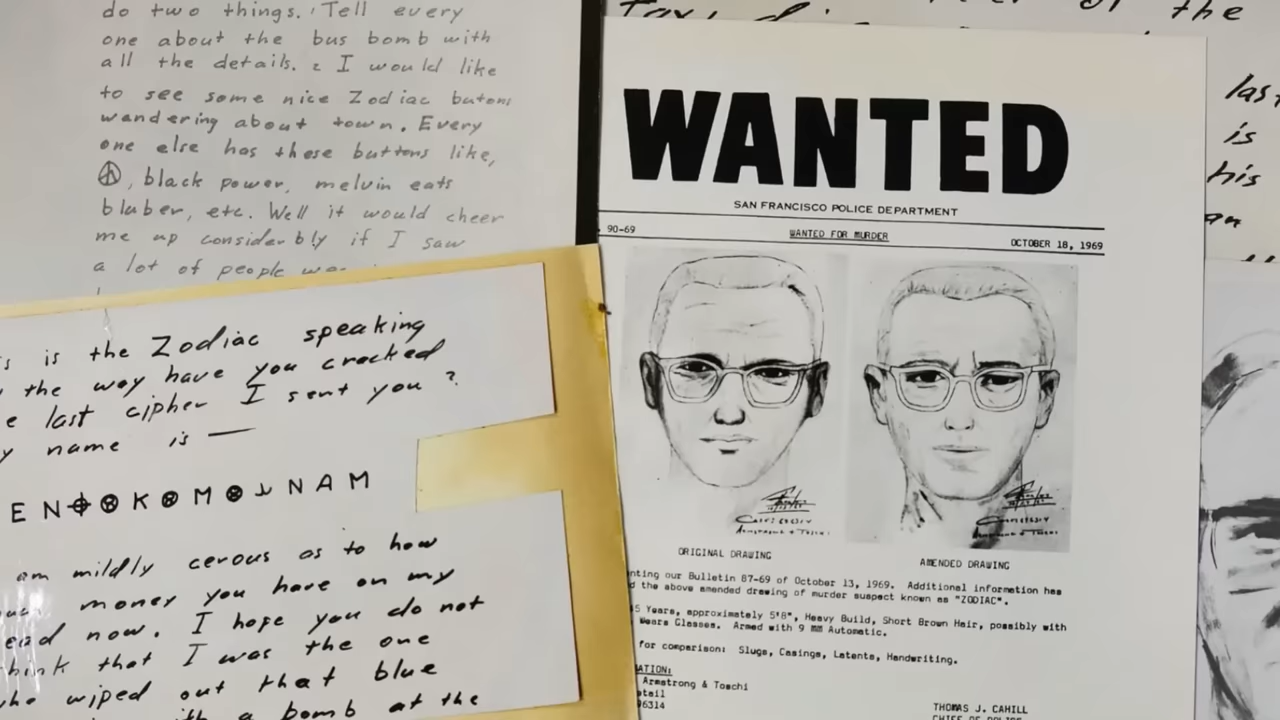 do two things. 1 Tell every
one about the bus bomb with
all the details. 2 I would like
to see some nice Zodiac butons
wandering about town. Every
one else has these buttons like,
☮, black power, melvin eats
bluber, etc. Well it would cheer
me up considerbly if I saw
a lot of people
is the Zodiac speaking
the way have you cracked
last cipher I sent you ?
name is —
E N ⌖ ⊗ K ⊗ M ⊗ N A M
am mildly cerous as to how
money you have on my
now. I hope you do not
that I was the one
wiped out that blue
a bomb at the
of the
last
is
his
WANTED
SAN FRANCISCO POLICE DEPARTMENT
90-69 WANTED FOR MURDER OCTOBER 18, 1969
ORIGINAL DRAWING AMENDED DRAWING
our Bulletin 87-69 of October 13, 1969. Additional information has
the above amended drawing of murder suspect known as "ZODIAC".
5 Years, approximately 5'8", Heavy Build, Short Brown Hair, possibly with
Wears Glasses. Armed with 9 MM Automatic.
for comparison: Slugs, Casings, Latents, Handwriting.
Armstrong & Toschi
THOMAS J. CAHILL
CHIEF OF POLICE